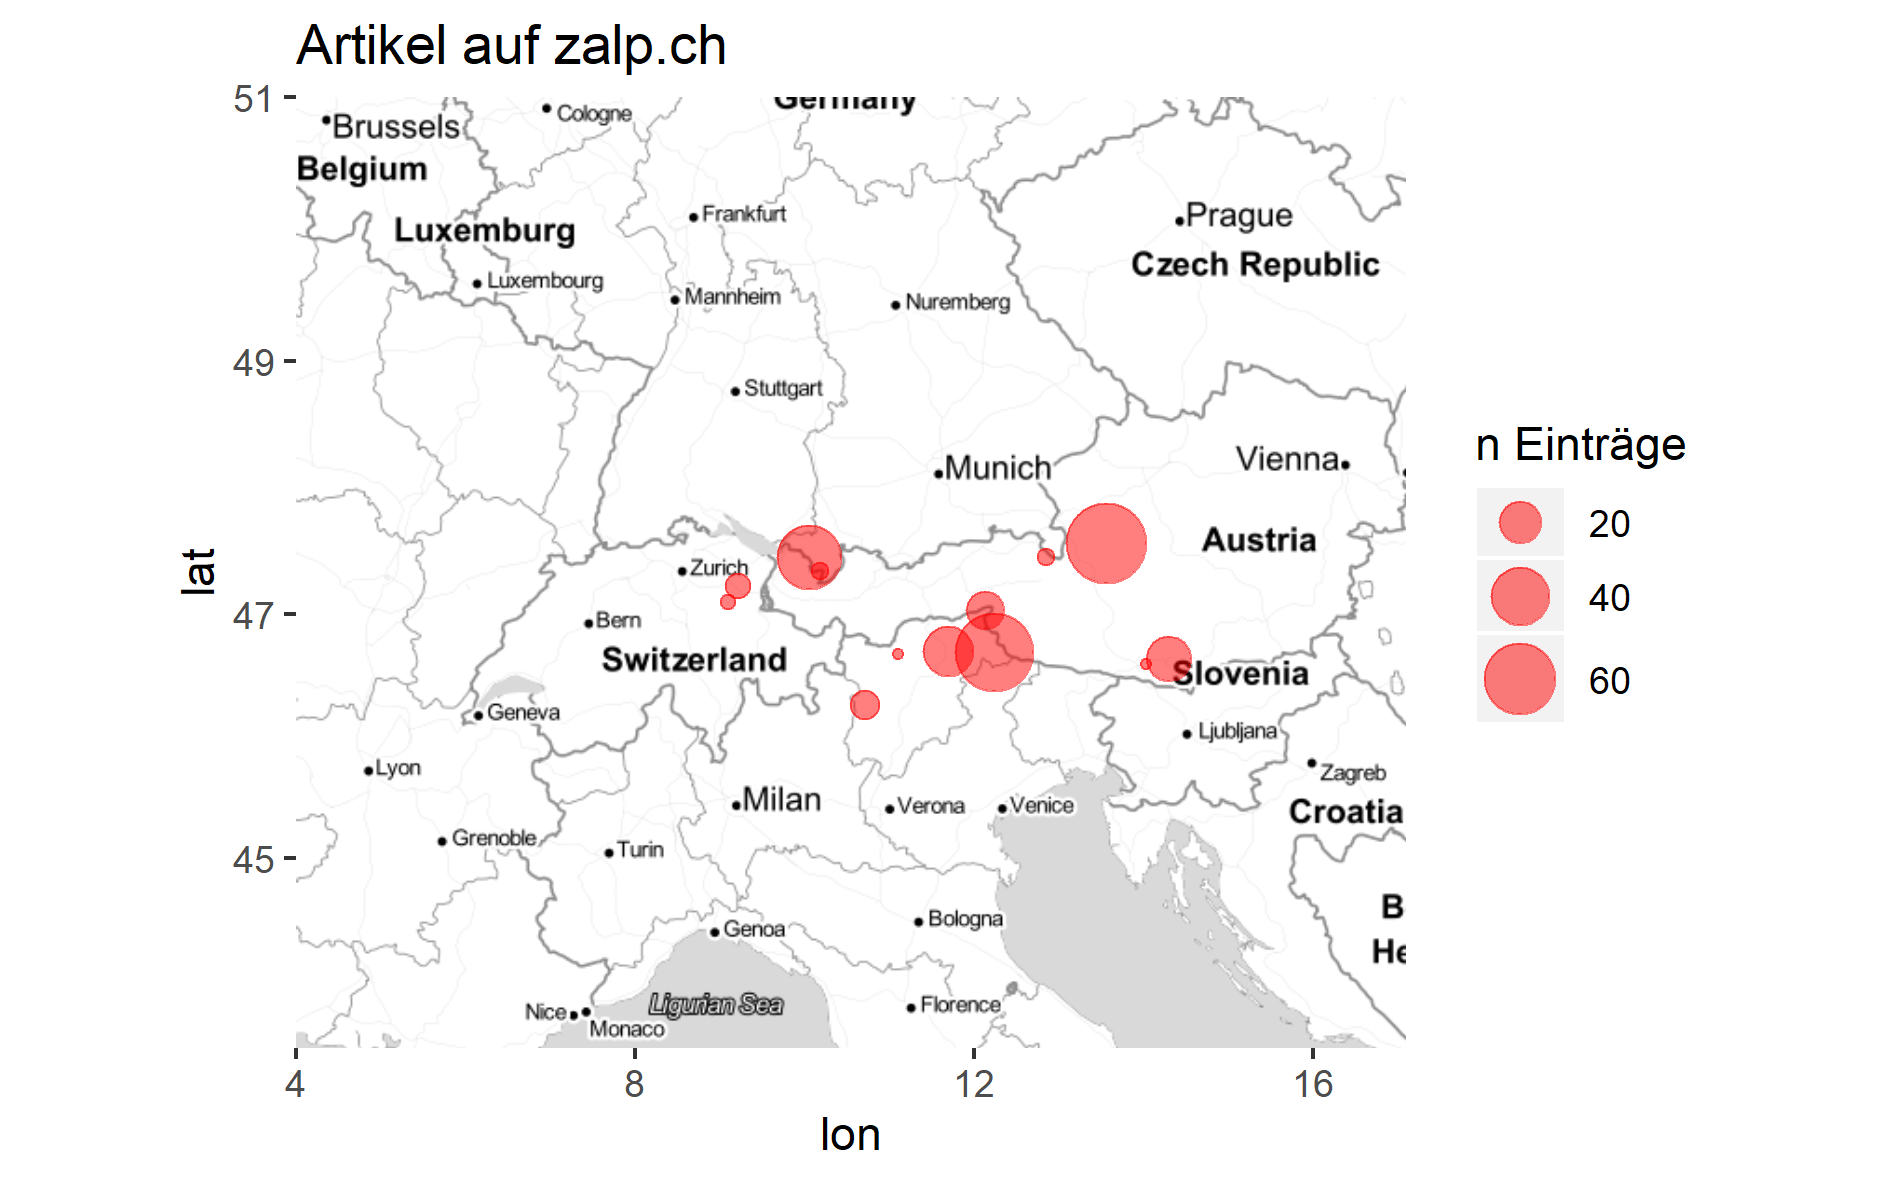 Artikel auf zalp.ch
51
49
47
45
lat
4
8
12
16
lon
Germany
Cologne
Brussels
Belgium
Luxemburg
Luxembourg
Frankfurt
Mannheim
Nuremberg
Stuttgart
Prague
Czech Republic
Munich
Vienna
Austria
Zurich
Bern
Switzerland
Geneva
Slovenia
Ljubljana
Zagreb
Croatia
Lyon
Milan
Verona
Venice
Grenoble
Turin
Bologna
Genoa
Ligurian Sea
Florence
Nice
Monaco
B
He
n Einträge
20
40
60